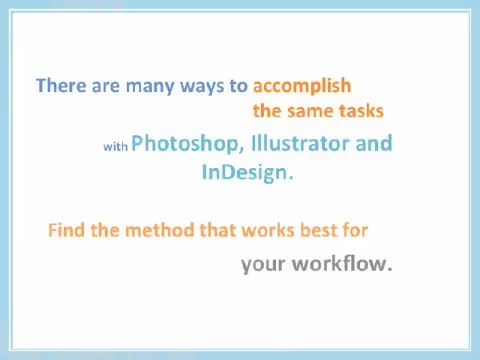 There are many ways to accomplish
the same tasks
with Photoshop, Illustrator and
InDesign.
Find the method that works best for
your workflow.